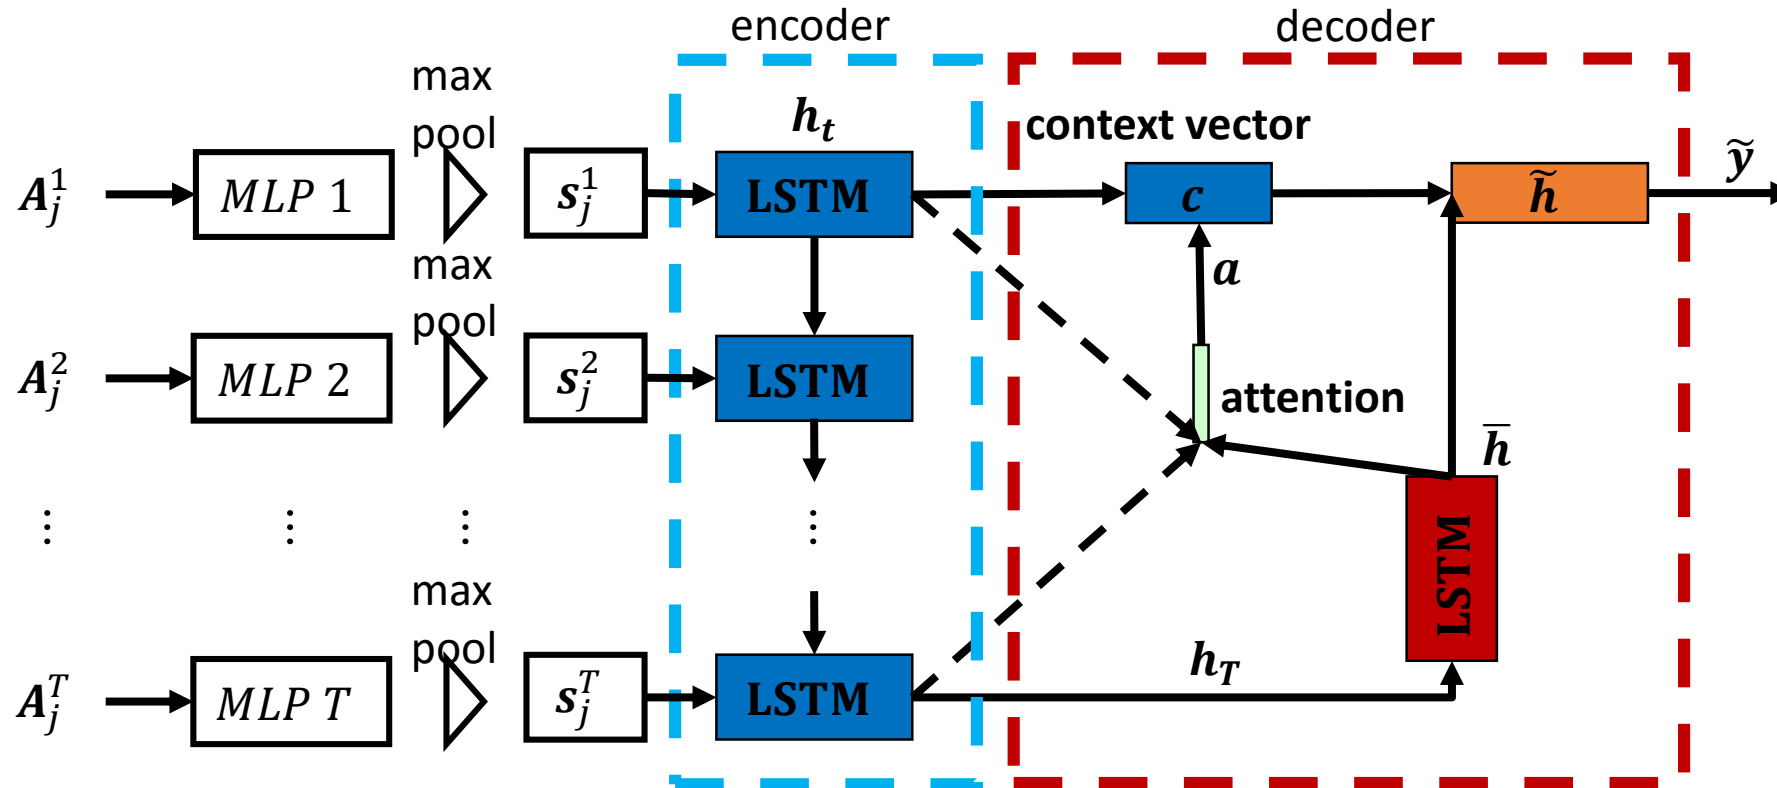 encoder
decoder
max
pool
h_t
context vector
A_j^1
MLP 1
s_j^1
LSTM
c
h̃
ỹ
max
pool
a
A_j^2
MLP 2
s_j^2
LSTM
attention
h̄
⋮ ⋮ ⋮ ⋮
LSTM
max
pool
h_T
A_j^T
MLP T
s_j^T
LSTM